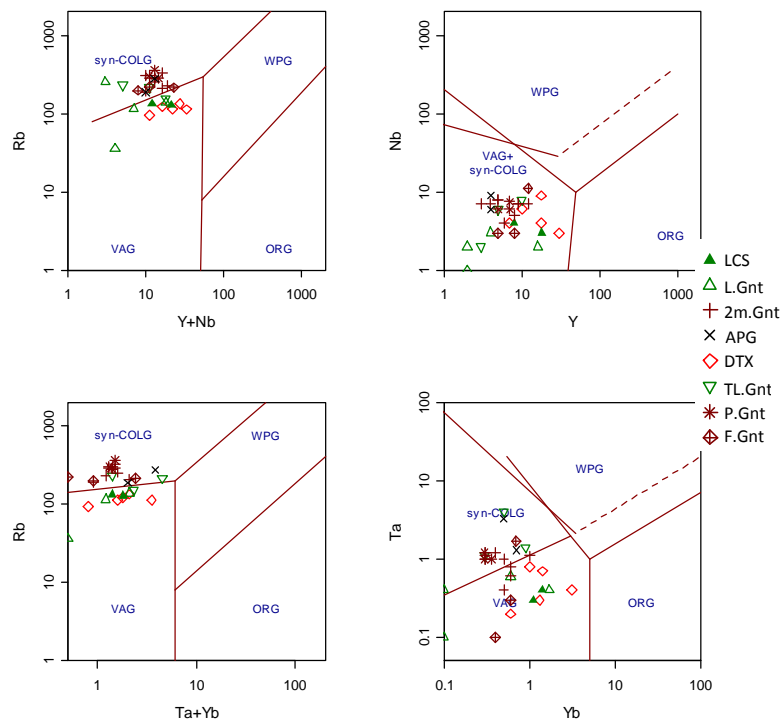 1000
100
10
1
Rb
syn-COLG
WPG
VAG
ORG
1 10 100 1000
Y+Nb
1000
100
10
1
Nb
WPG
VAG+
syn-COLG
ORG
1 10 100 1000
Y
1000
100
10
1
Rb
syn-COLG
WPG
VAG
ORG
1 10 100
Ta+Yb
100
10
1
0.1
Ta
WPG
syn-COLG
VAG
ORG
0.1 1 10 100
Yb
LCS
L.Gnt
2m.Gnt
APG
DTX
TL.Gnt
P.Gnt
F.Gnt